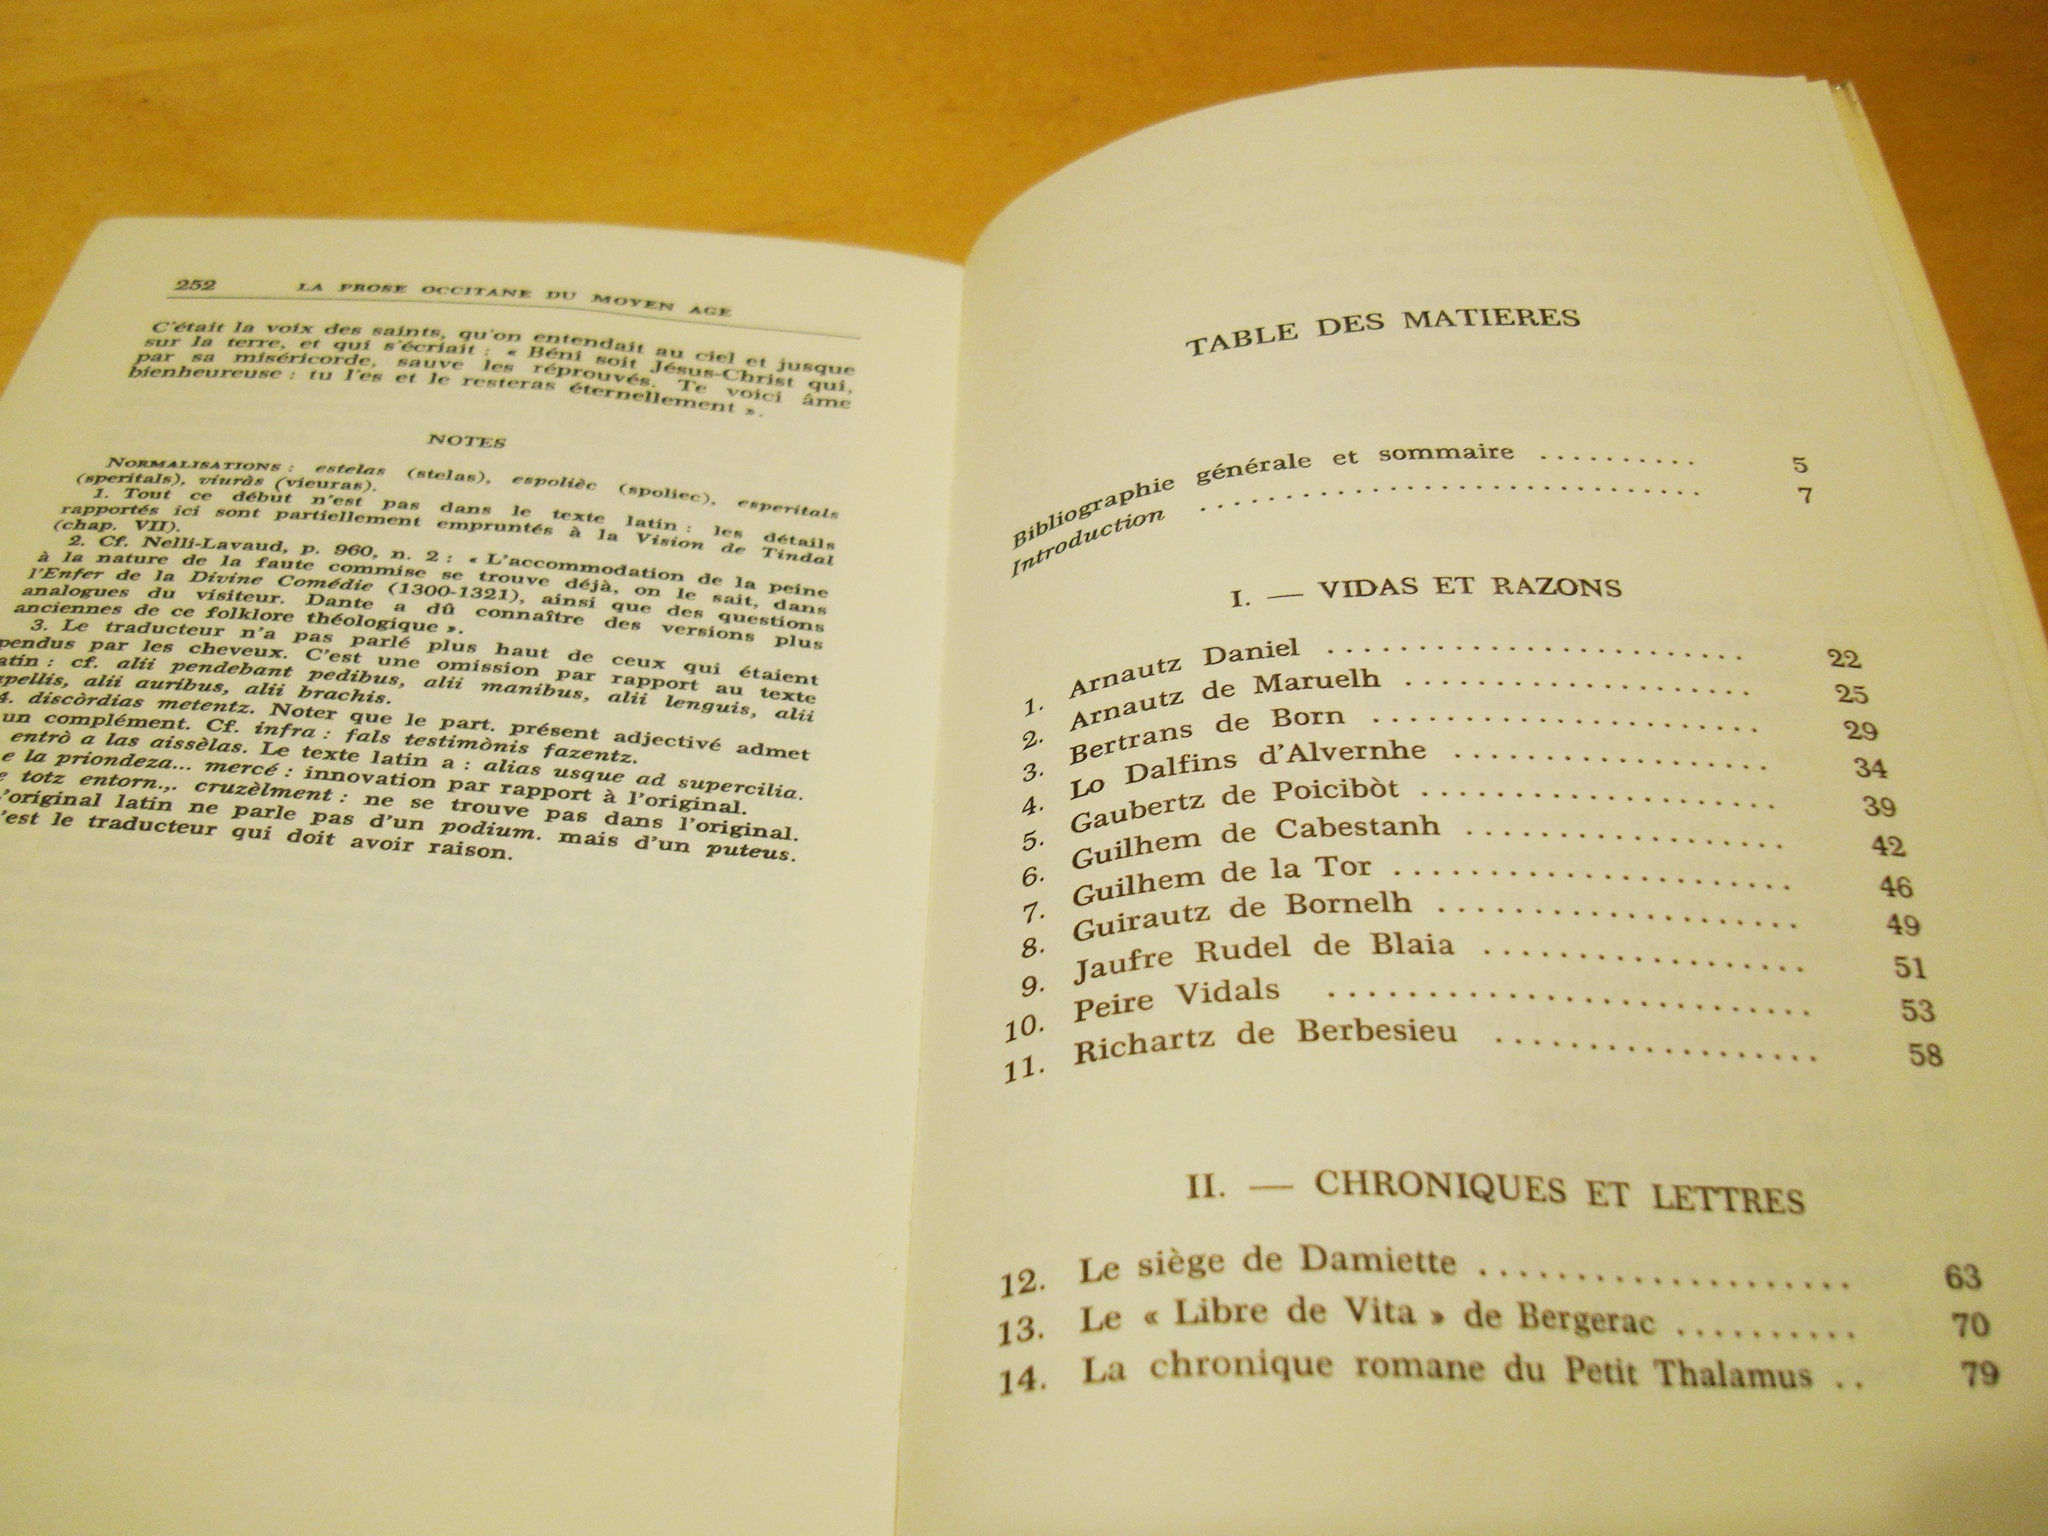 252 LA PROSE OCCITANE DU MOYEN AGE
C'était la voix des saints, qu'on entendait au ciel et jusque
sur la terre, et qui s'écriait : « Béni soit Jésus-Christ qui,
par sa miséricorde, sauve les réprouvés. Te voici âme
bienheureuse : tu l'es et le resteras éternellement ».
NOTES
NORMALISATIONS : estelas (stelas), espolièc (spoliec), esperitals
(speritals), viuràs (vieuras).
1. Tout ce début n'est pas dans le texte latin : les détails
rapportés ici sont partiellement empruntés à la Vision de Tindal
(chap. VII).
2. Cf. Nelli-Lavaud, p. 960, n. 2 : « L'accommodation de la peine
à la nature de la faute commise se trouve déjà, on le sait, dans
l'Enfer de la Divine Comédie (1300-1321), ainsi que des questions
analogues du visiteur. Dante a dû connaître des versions plus
anciennes de ce folklore théologique ».
3. Le traducteur n'a pas parlé plus haut de ceux qui étaient
pendus par les cheveux. C'est une omission par rapport au texte
atin : cf. alii pendebant pedibus, alii manibus, alii lenguis, alii
pellis, alii auribus, alii brachis.
4. discòrdias metentz. Noter que le part. présent adjectivé admet
un complément. Cf. infra : fals testimònis fazentz.
entrò a las aissèlas. Le texte latin a : alias usque ad supercilia.
e la priondeza... mercé : innovation par rapport à l'original.
e totz entorn.,. cruzèlment : ne se trouve pas dans l'original.
'original latin ne parle pas d'un podium. mais d'un puteus.
'est le traducteur qui doit avoir raison.
TABLE DES MATIERES
Bibliographie générale et sommaire .......... 5
Introduction .............................. 7
I. — VIDAS ET RAZONS
1. Arnautz Daniel ........................ 22
2. Arnautz de Maruelh .................... 25
3. Bertrans de Born ...................... 29
4. Lo Dalfins d'Alvernhe .................. 34
5. Gaubertz de Poicibòt .................... 39
6. Guilhem de Cabestanh .................. 42
7. Guilhem de la Tor ...................... 46
8. Guirautz de Bornelh .................... 49
9. Jaufre Rudel de Blaia .................. 51
10. Peire Vidals ........................ 53
11. Richartz de Berbesieu .................. 58
II. — CHRONIQUES ET LETTRES
12. Le siège de Damiette .................... 63
13. Le « Libre de Vita » de Bergerac .......... 70
14. La chronique romane du Petit Thalamus .. 79